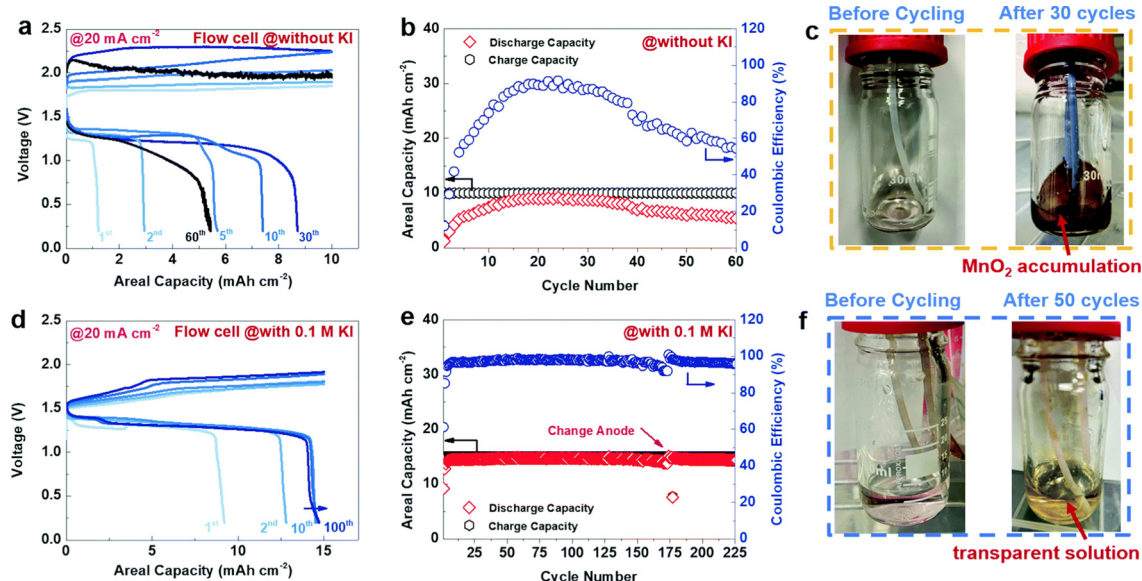 a
@20 mA cm⁻² Flow cell @without KI
Voltage (V)
2.5
2.0
1.5
1.0
0.5
0.0
1st 2nd 60th 5th 10th 30th
0 2 4 6 8 10
Areal Capacity (mAh cm⁻²)
b
@without KI
Discharge Capacity
Charge Capacity
Areal Capacity (mAh cm⁻²)
40
30
20
10
0
Coulombic Efficiency (%)
120
100
80
60
40
20
0
10 20 30 40 50 60
Cycle Number
c
Before Cycling After 30 cycles
30ml
30ml
MnO₂ accumulation
d
@20 mA cm⁻² Flow cell @with 0.1 M KI
Voltage (V)
2.5
2.0
1.5
1.0
0.5
0.0
1st 2nd 10th 100th
0 5 10 15
Areal Capacity (mAh cm⁻²)
e
@with 0.1 M KI
Change Anode
Discharge Capacity
Charge Capacity
Areal Capacity (mAh cm⁻²)
40
30
20
10
0
Coulombic Efficiency (%)
120
100
80
60
40
20
0
25 50 75 100 125 150 175 200 225
Cycle Number
f
Before Cycling After 50 cycles
transparent solution